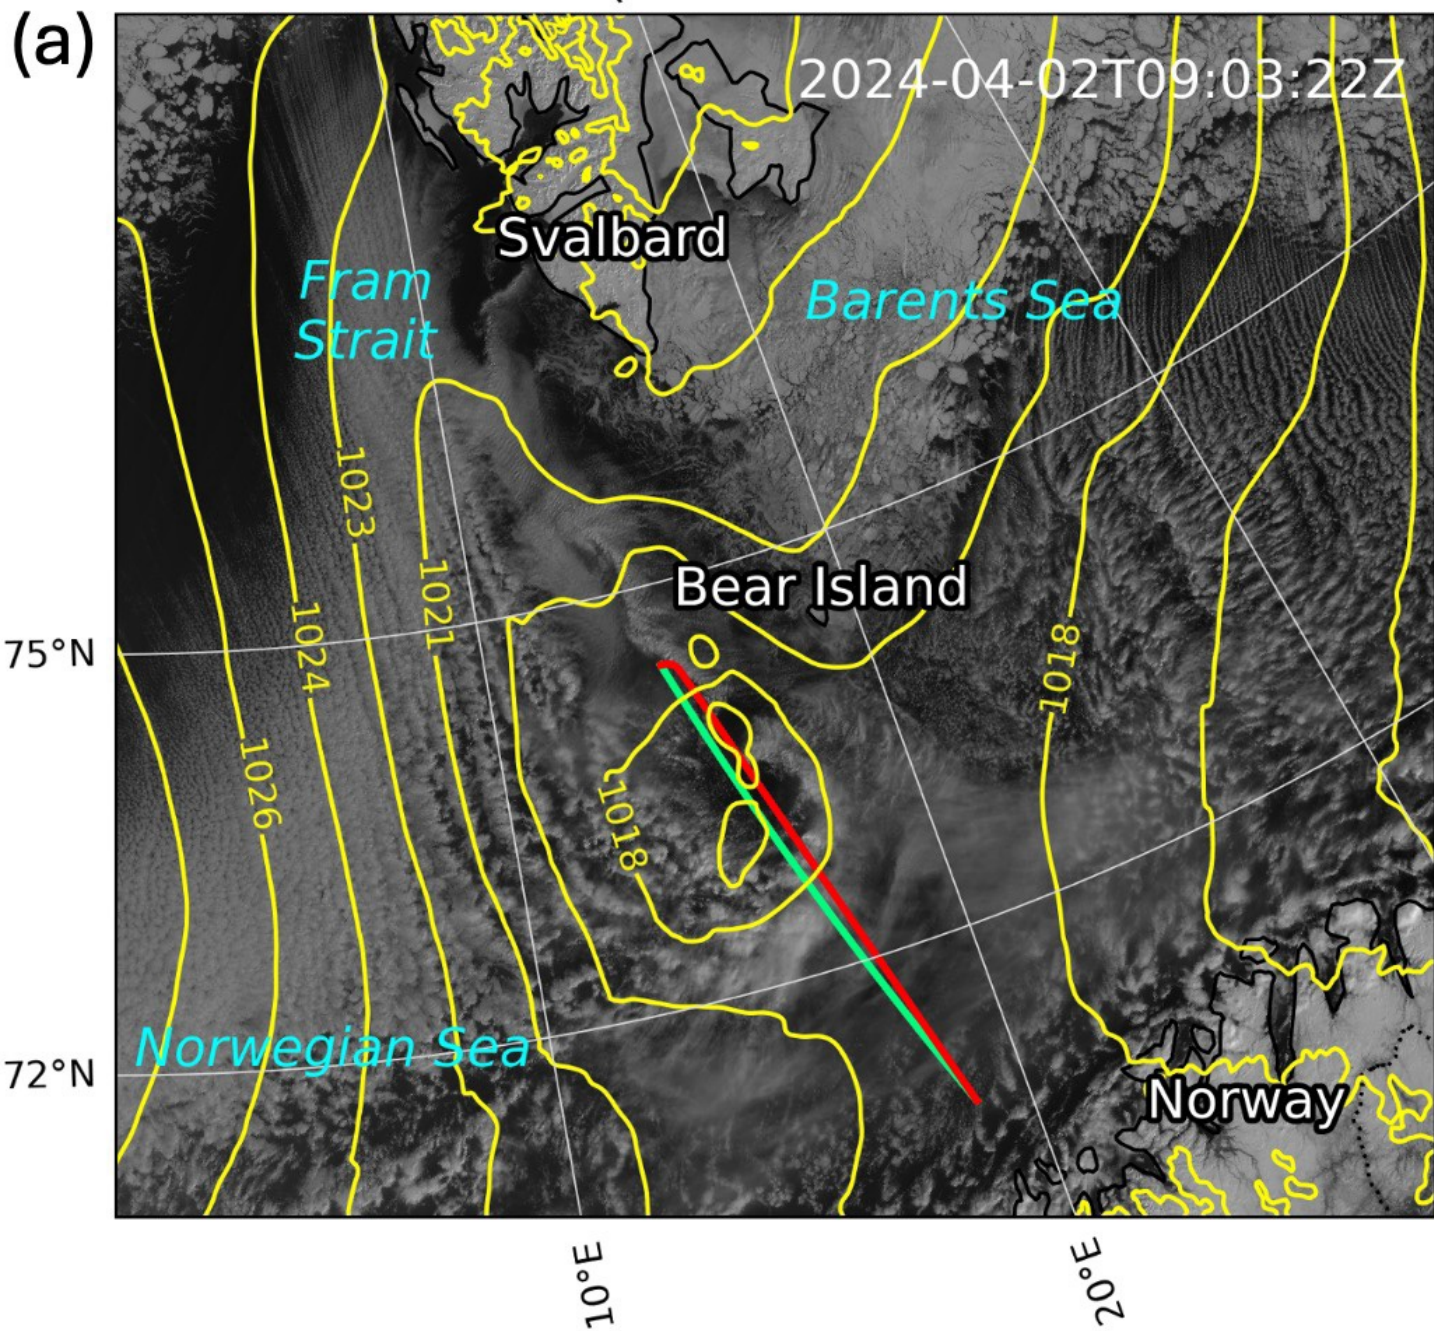 (a)
2024-04-02T09:03:22Z
Svalbard
Fram
Strait
Barents Sea
1023
1021
1024
Bear Island
75°N
1018
1026
1018
Norwegian Sea
72°N
Norway
10°E
20°E